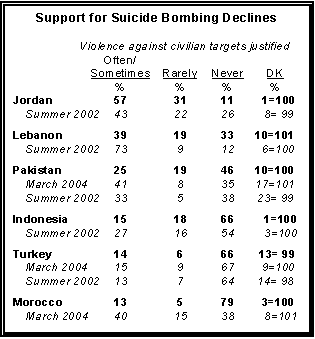 Support for Suicide Bombing Declines
Violence against civilian targets justified
Often/
Sometimes Rarely Never DK
% % % %
Jordan 57 31 11 1=100
Summer 2002 43 22 26 8= 99
Lebanon 39 19 33 10=101
Summer 2002 73 9 12 6=100
Pakistan 25 19 46 10=100
March 2004 41 8 35 17=101
Summer 2002 33 5 38 23= 99
Indonesia 15 18 66 1=100
Summer 2002 27 16 54 3=100
Turkey 14 6 66 13= 99
March 2004 15 9 67 9=100
Summer 2002 13 7 64 14= 98
Morocco 13 5 79 3=100
March 2004 40 15 38 8=101